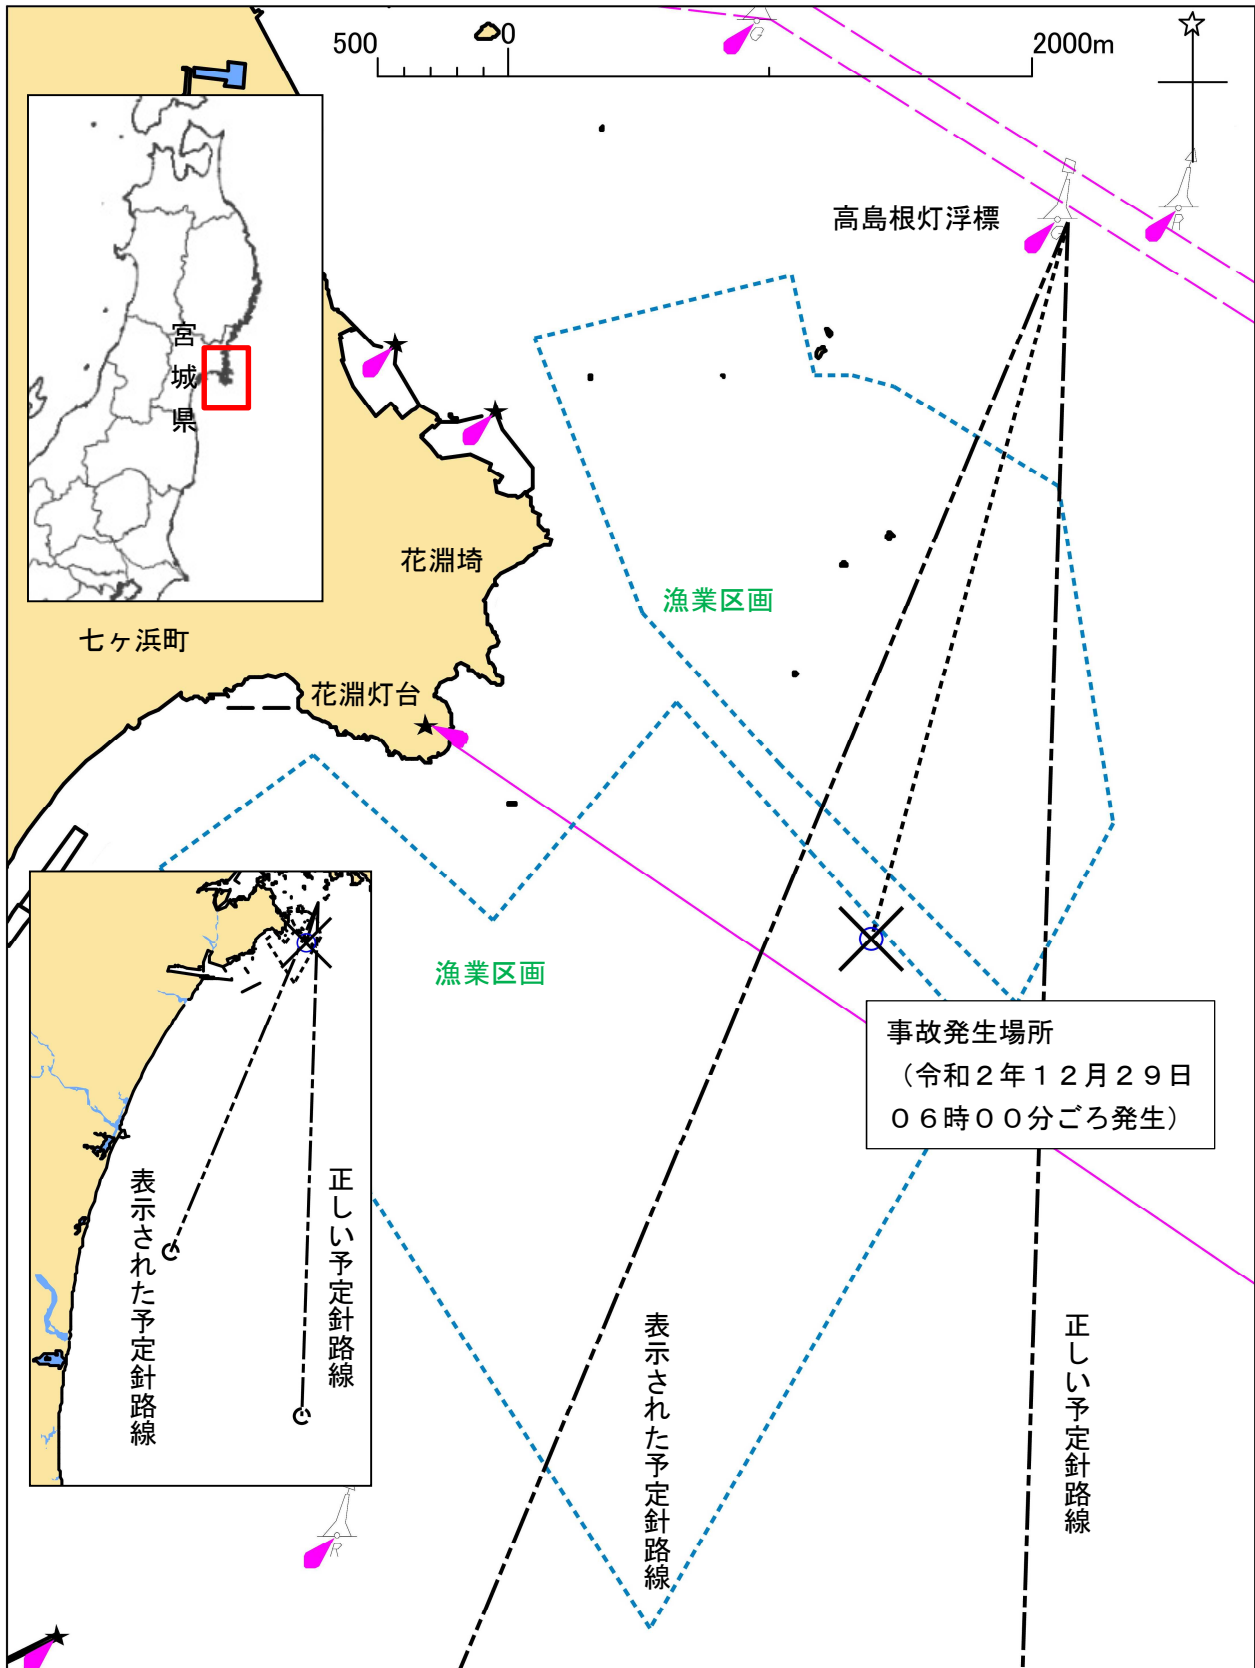 500
0
2000m
G
高島根灯浮標
G
R
宮城県
花淵埼
漁業区画
七ヶ浜町
花淵灯台
漁業区画
事故発生場所
（令和２年１２月２９日
０６時００分ごろ発生）
表示された予定針路線
正しい予定針路線
表示された予定針路線
正しい予定針路線
R